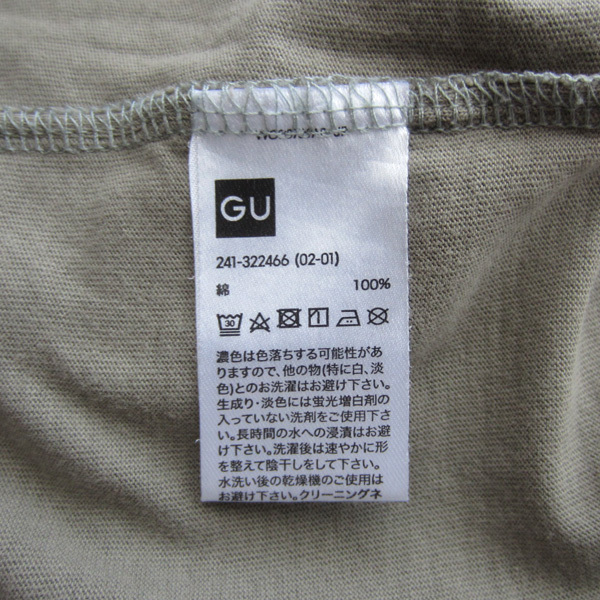 GU
241-322466 (02-01)
綿 100%
30
濃色は色落ちする可能性があ
りますので、他の物(特に白、淡
色)とのお洗濯はお避け下さい。
生成り・淡色には蛍光増白剤の
入っていない洗剤をご使用下さ
い。長時間の水への浸漬はお避
け下さい。洗濯後は速やかに形
を整えて陰干しをして下さい。
水洗い後の乾燥機のご使用は
お避け下さい。クリーニングネ